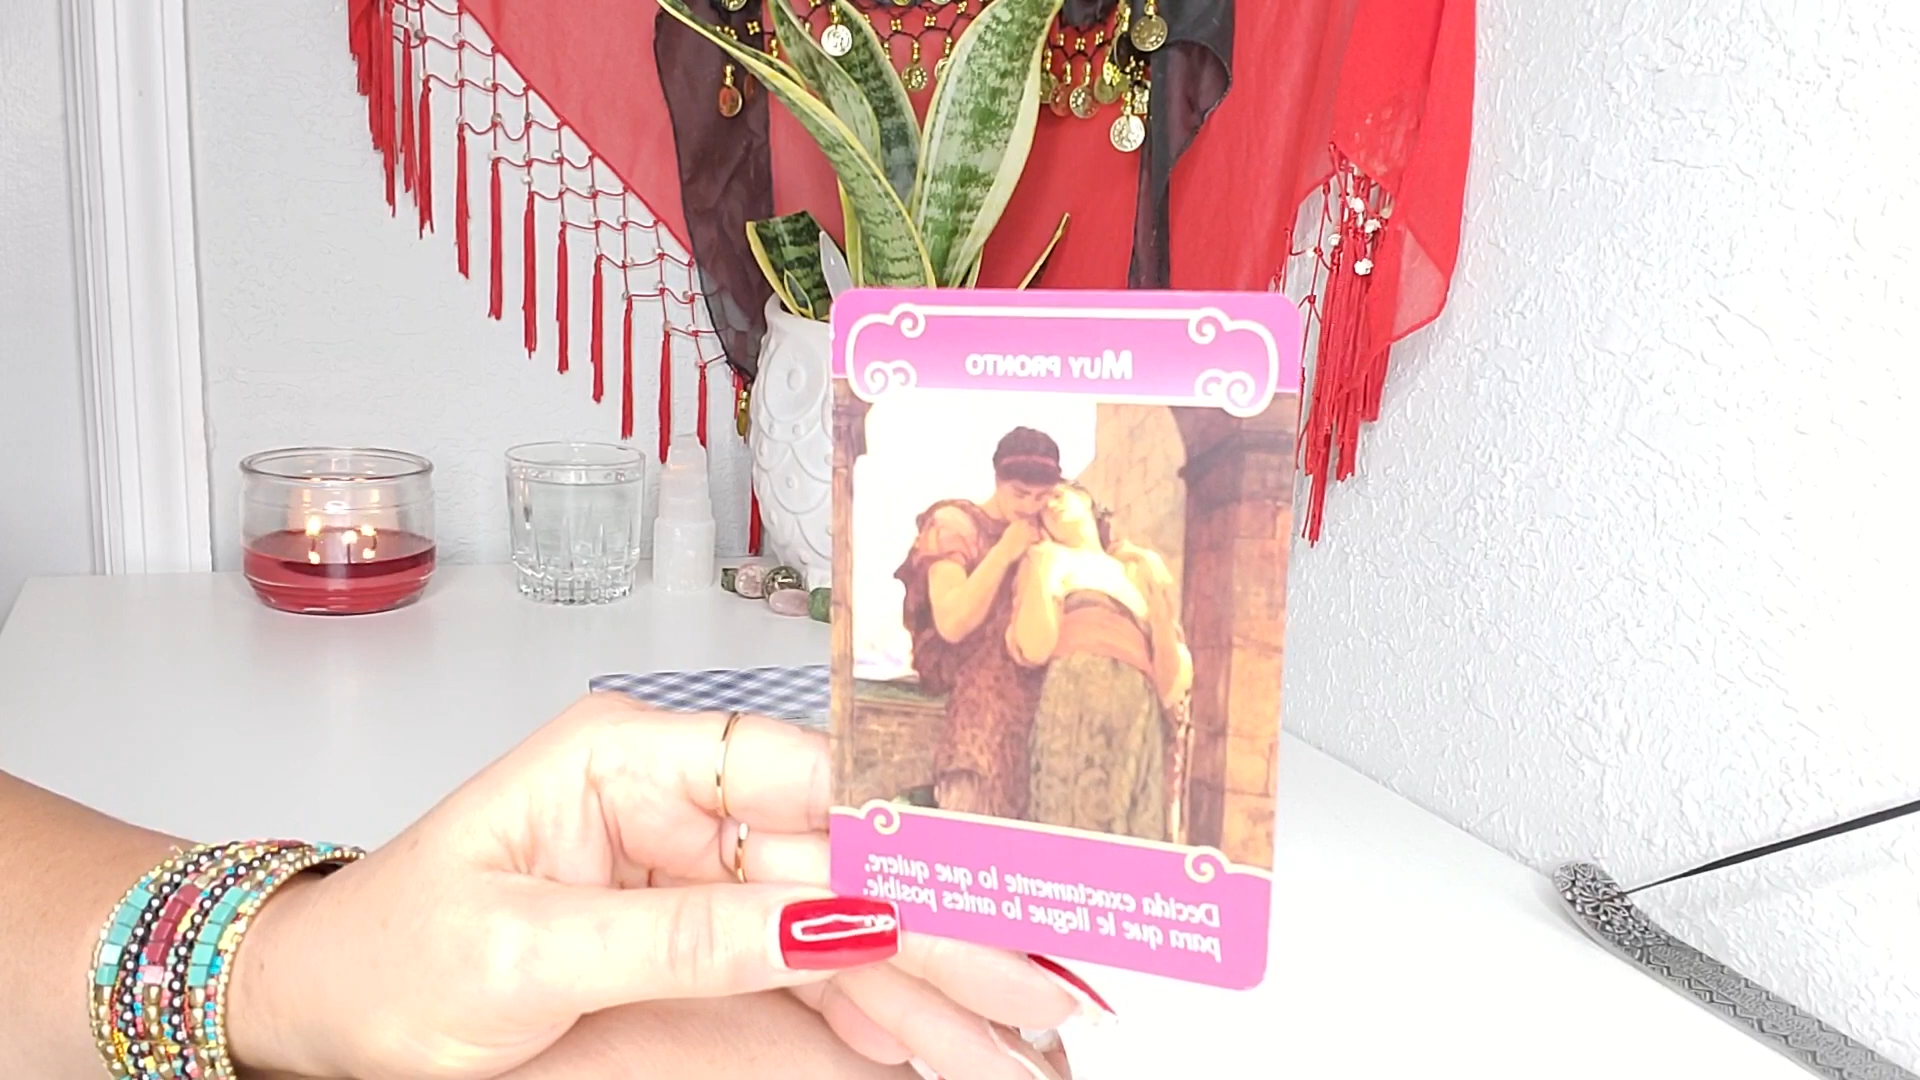 Muy pronto
Decida exactamente lo que quiere,
para que le llegue lo antes posible.